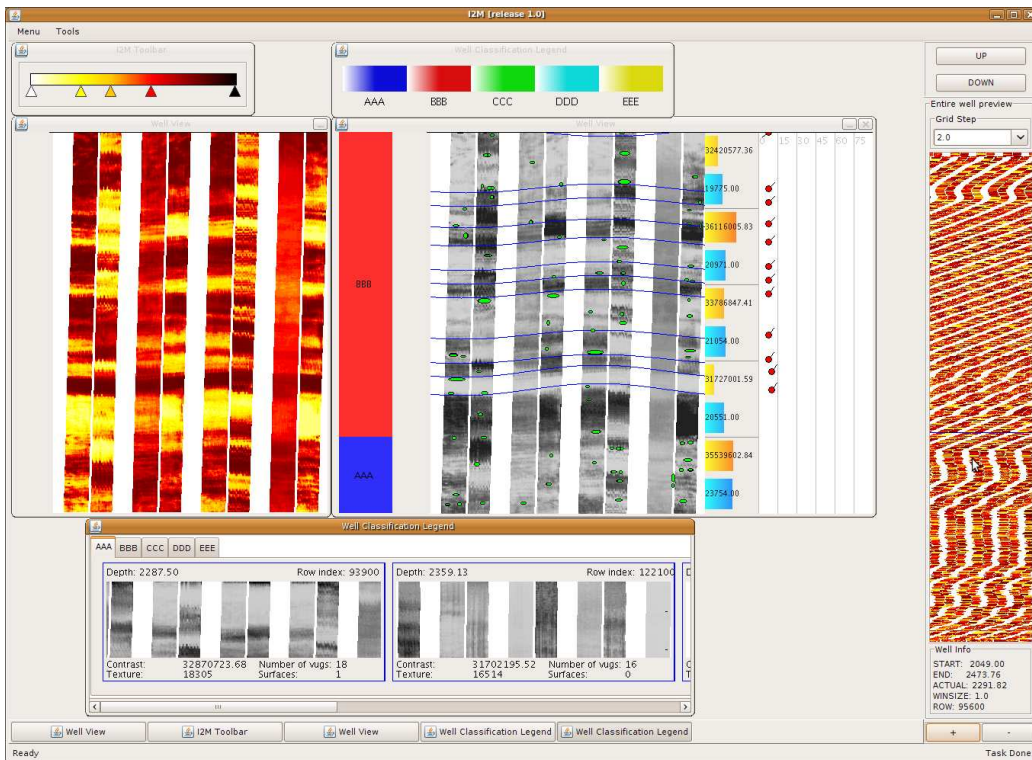 I2M [release 1.0]
Menu Tools
I2M Toolbar
Well Classification Legend
AAA BBB CCC DDD EEE
UP
DOWN
Entire well preview
Grid Step
2.0
Well View
Well View
0 15 30 45 60 75
32420577.36
19775.00
36116005.83
20971.00
33786847.41
21054.00
31727001.59
20551.00
35539602.84
23754.00
BBB
AAA
Well Classification Legend
AAA BBB CCC DDD EEE
Depth: 2287.50 Row index: 93900
Contrast: 32870723.68 Number of vugs: 18
Texture: 18305 Surfaces: 1
Depth: 2359.13 Row index: 122100
Contrast: 31702195.52 Number of vugs: 16
Texture: 16514 Surfaces: 0
Well Info
START: 2049.00
END: 2473.76
ACTUAL: 2291.82
WINSIZE: 1.0
ROW: 95600
+ -
Well View I2M Toolbar Well View Well Classification Legend Well Classification Legend
Ready Task Done